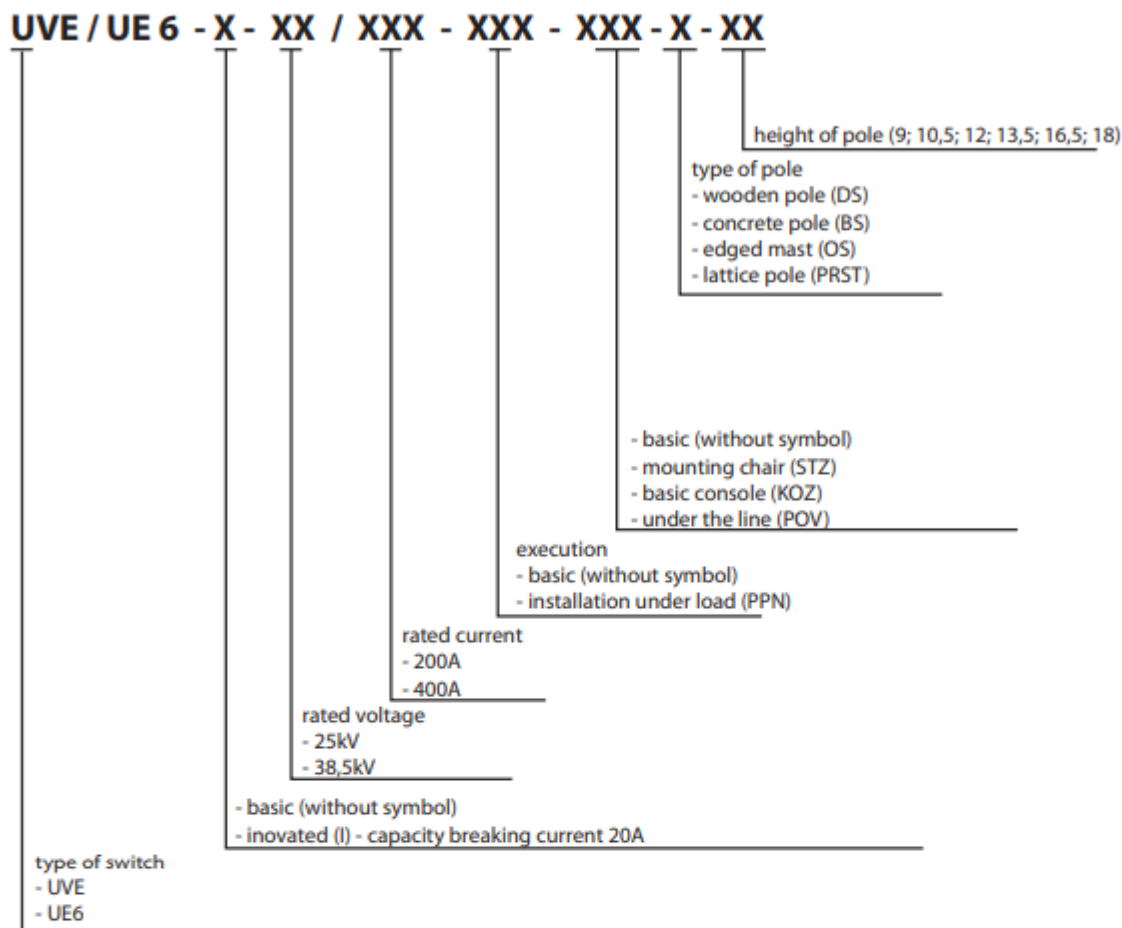 UVE / UE 6 - X - XX / XXX - XXX - XXX - X - XX
height of pole (9; 10,5; 12; 13,5; 16,5; 18)
type of pole
- wooden pole (DS)
- concrete pole (BS)
- edged mast (OS)
- lattice pole (PRST)
- basic (without symbol)
- mounting chair (STZ)
- basic console (KOZ)
- under the line (POV)
execution
- basic (without symbol)
- installation under load (PPN)
rated current
- 200A
- 400A
rated voltage
- 25kV
- 38,5kV
- basic (without symbol)
- inovated (I) - capacity breaking current 20A
type of switch
- UVE
- UE6